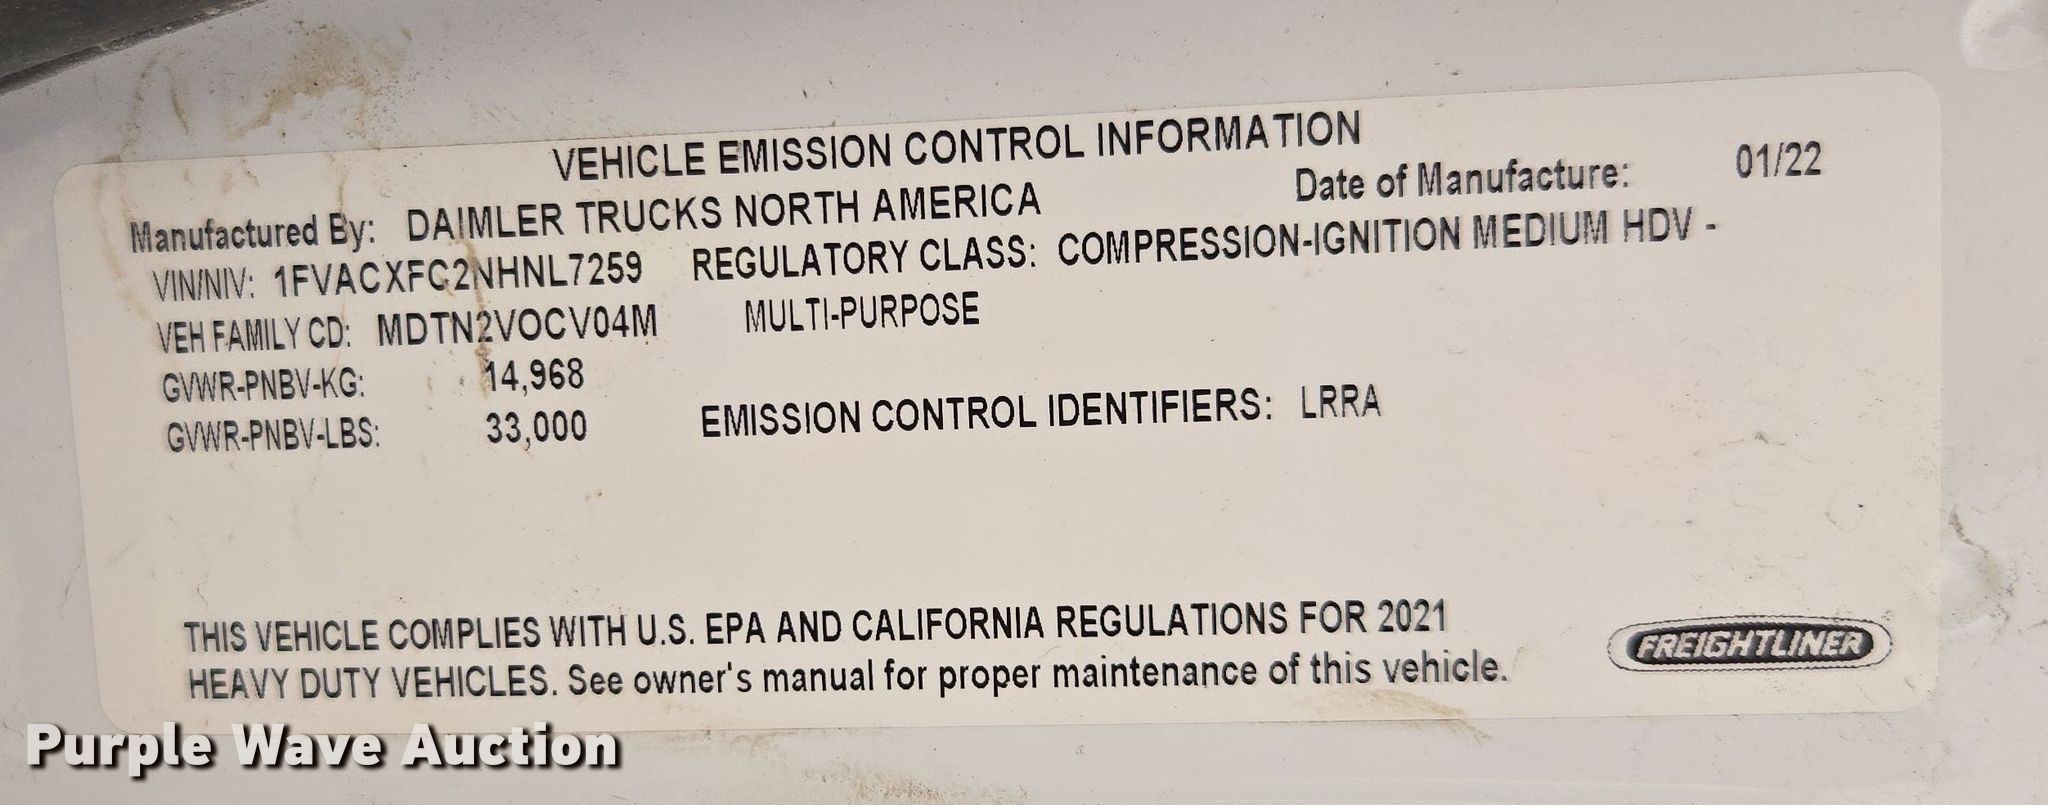 VEHICLE EMISSION CONTROL INFORMATION
Manufactured By: DAIMLER TRUCKS NORTH AMERICA Date of Manufacture: 01/22
VIN/NIV: 1FVACXFC2NHNL7259 REGULATORY CLASS: COMPRESSION-IGNITION MEDIUM HDV -
VEH FAMILY CD: MDTN2VOCV04M MULTI-PURPOSE
GVWR-PNBV-KG: 14,968
GVWR-PNBV-LBS: 33,000 EMISSION CONTROL IDENTIFIERS: LRRA
THIS VEHICLE COMPLIES WITH U.S. EPA AND CALIFORNIA REGULATIONS FOR 2021
HEAVY DUTY VEHICLES. See owner's manual for proper maintenance of this vehicle.
FREIGHTLINER
Purple Wave Auction